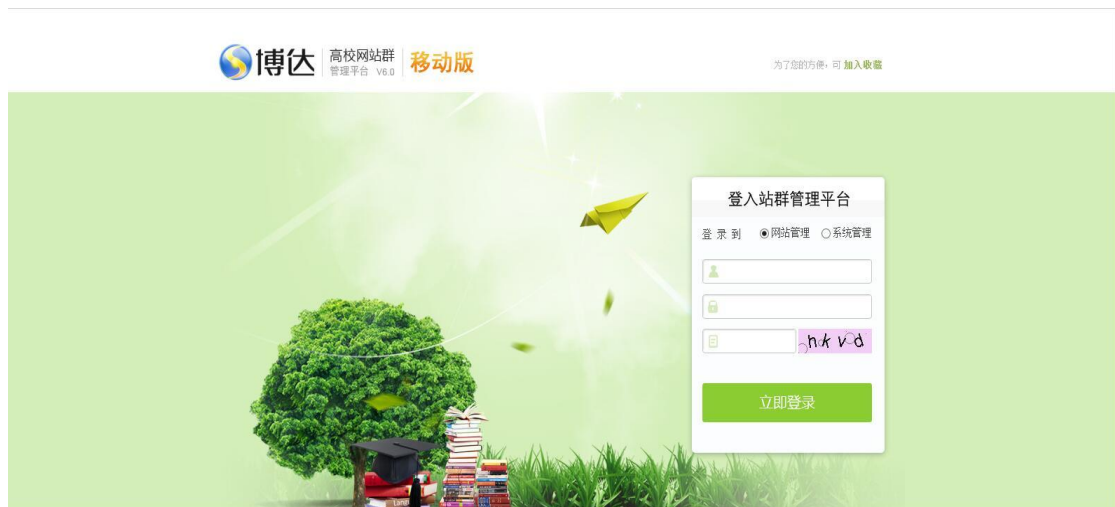 博达 高校网站群 移动版
管理平台 V6.0
为了您的方便，可 加入收藏
登入站群管理平台
登 录 到 网站管理 系统管理
hkvd
立即登录